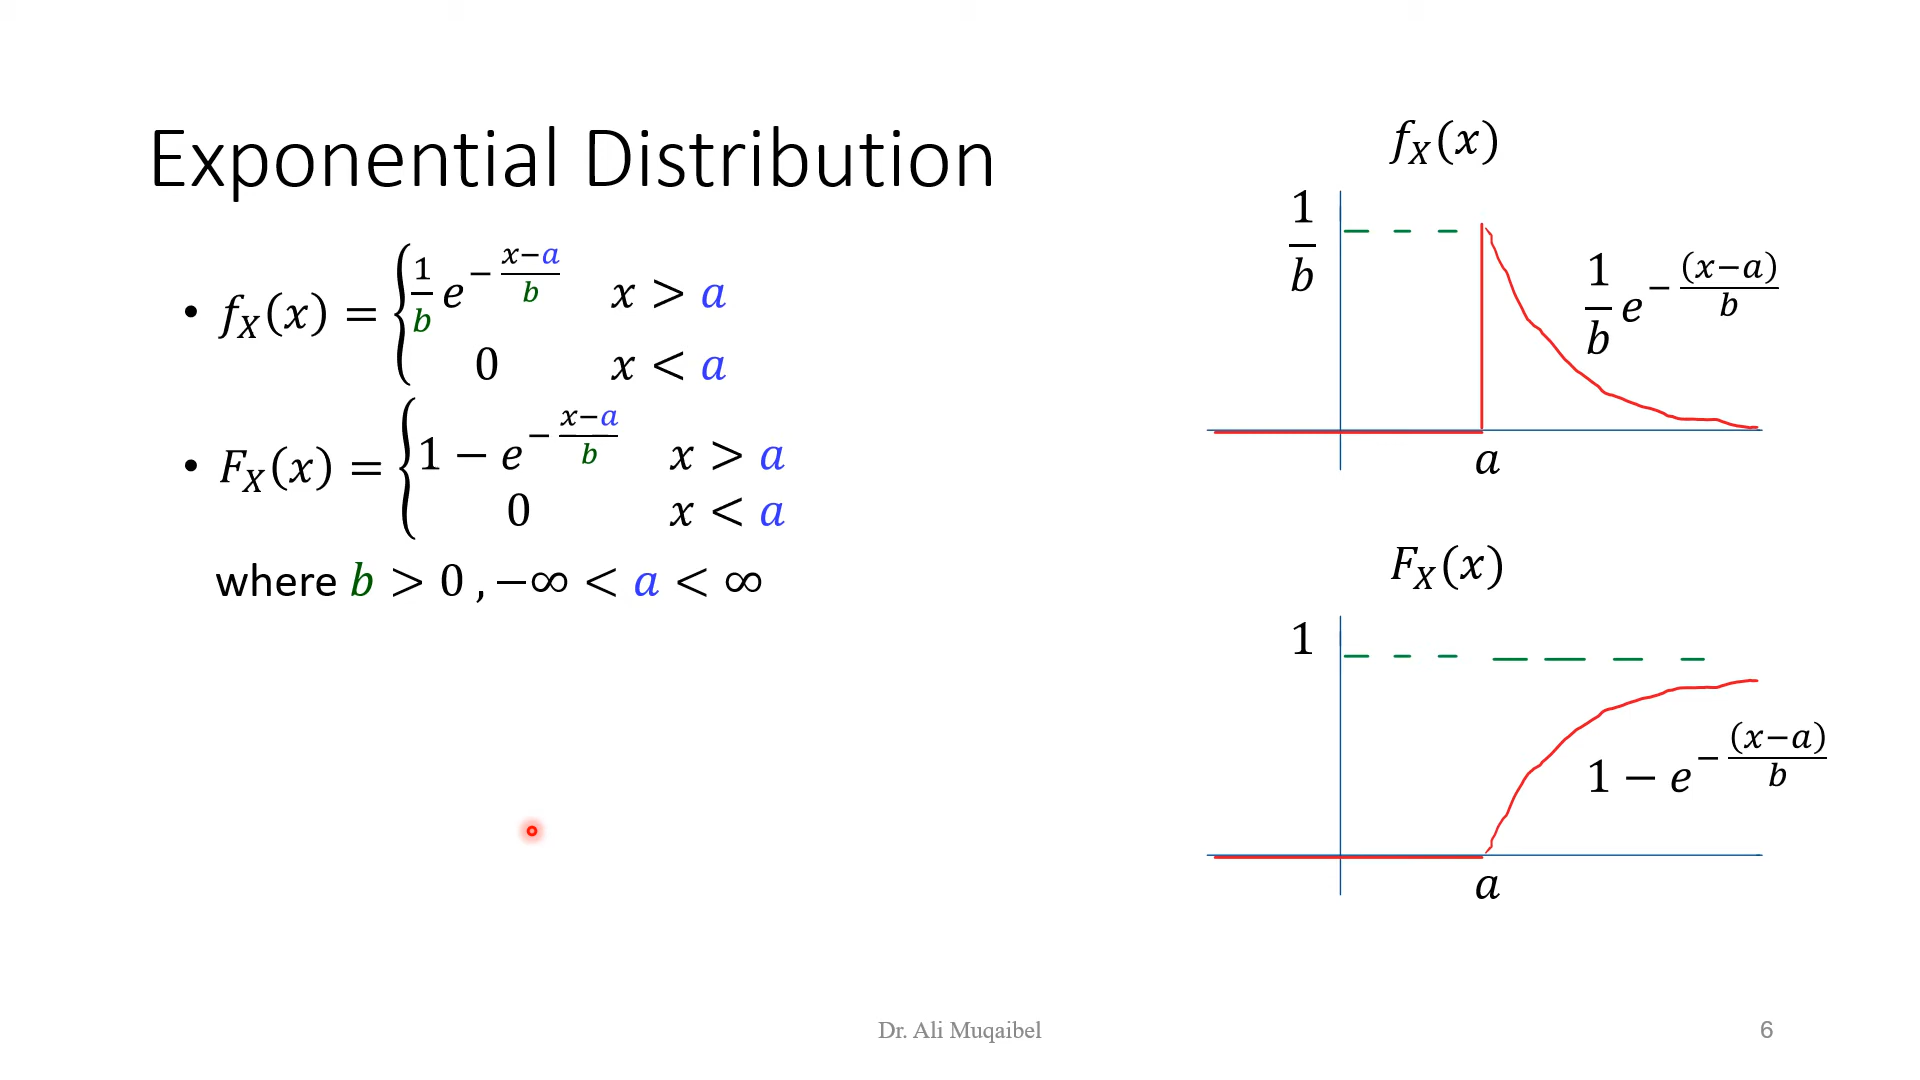 Exponential Distribution
• f_X(x) = { 1/b e^{-(x-a)/b}   x > a
0   x < a
• F_X(x) = { 1 − e^{-(x-a)/b}   x > a
0   x < a
where b > 0 , −∞ < a < ∞
f_X(x)
1/b
1/b e^{-(x-a)/b}
a
F_X(x)
1
1 − e^{-(x-a)/b}
a
Dr. Ali Muqaibel
6